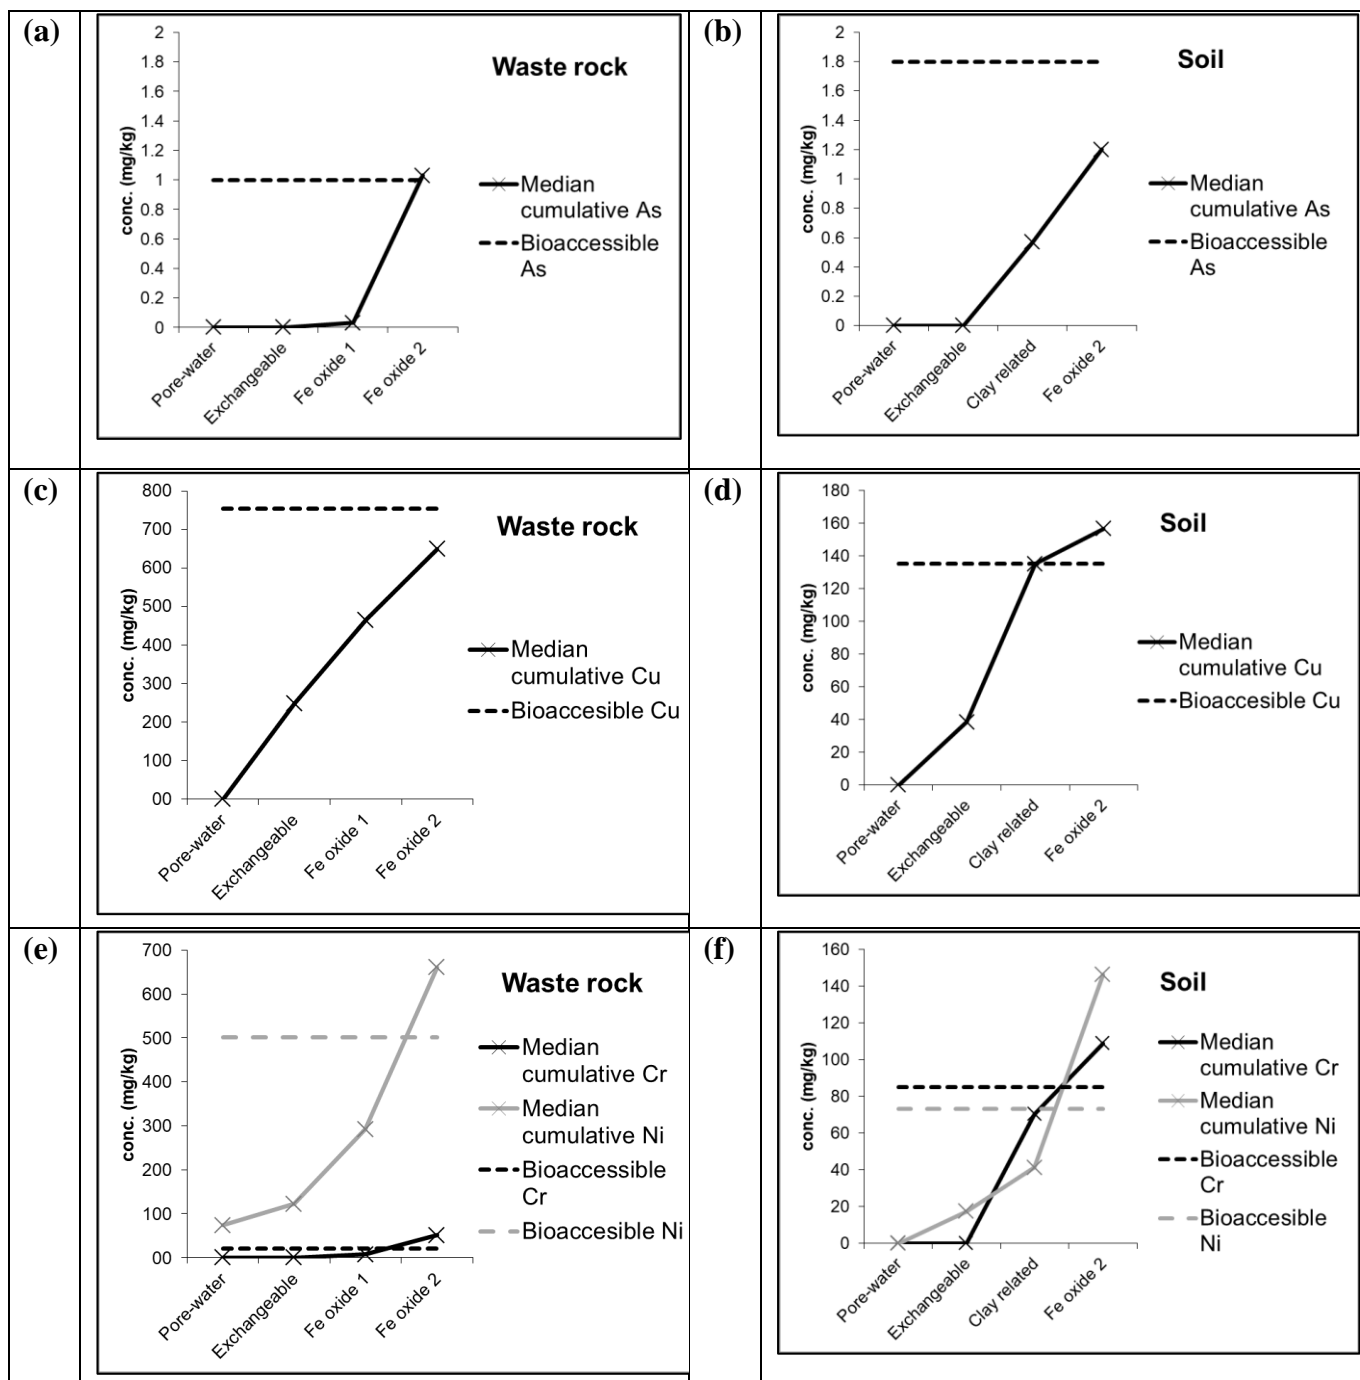 (a)
Waste rock
conc. (mg/kg)
2
1.8
1.6
1.4
1.2
1
0.8
0.6
0.4
0.2
0
Pore-water
Exchangeable
Fe oxide 1
Fe oxide 2
Median
cumulative As
Bioaccessible
As
(b)
Soil
conc. (mg/kg)
2
1.8
1.6
1.4
1.2
1
0.8
0.6
0.4
0.2
0
Pore-water
Exchangeable
Clay related
Fe oxide 2
Median
cumulative As
Bioaccessible
As
(c)
Waste rock
conc. (mg/kg)
800
700
600
500
400
300
200
100
00
Pore-water
Exchangeable
Fe oxide 1
Fe oxide 2
Median
cumulative Cu
Bioaccesible Cu
(d)
Soil
conc. (mg/kg)
180
160
140
120
100
80
60
40
20
0
Pore-water
Exchangeable
Clay related
Fe oxide 2
Median
cumulative Cu
Bioaccesible Cu
(e)
Waste rock
conc. (mg/kg)
700
600
500
400
300
200
100
00
Pore-water
Exchangeable
Fe oxide 1
Fe oxide 2
Median
cumulative Cr
Median
cumulative Ni
Bioaccessible
Cr
Bioaccesible Ni
(f)
Soil
conc. (mg/kg)
160
140
120
100
80
60
40
20
0
Pore-water
Exchangeable
Clay related
Fe oxide 2
Median
cumulative Cr
Median
cumulative Ni
Bioaccessible
Cr
Bioaccesible
Ni